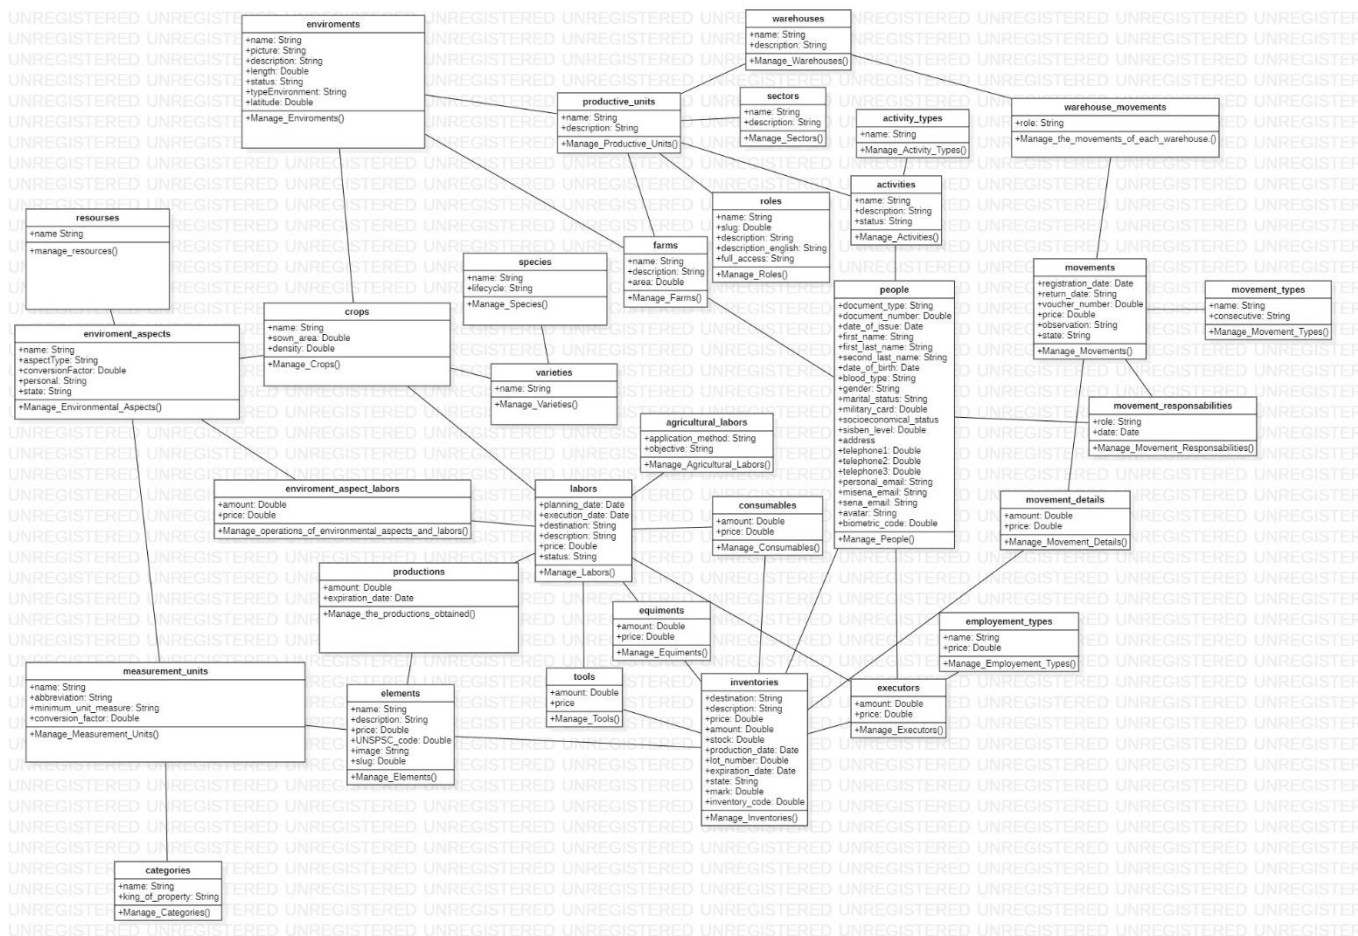 enviroments
+name: String
+picture: String
+description: String
+length: Double
+status: String
+typeEnvironment: String
+latitude: Double
+Manage_Enviroments()
warehouses
+name: String
+description: String
+Manage_Warehouses()
productive_units
+name: String
+description: String
+Manage_Productive_Units()
sectors
+name: String
+description: String
+Manage_Sectors()
activity_types
+name: String
+Manage_Activity_Types()
warehouse_movements
+role: String
+Manage_the_movements_of_each_warehouse.()
resourses
+name String
+manage_resources()
activities
+name: String
+description: String
+status: String
+Manage_Activities()
roles
+name: String
+slug: Double
+description: String
+description_english: String
+full_access: String
+Manage_Roles()
farms
+name: String
+description: String
+area: Double
+Manage_Farms()
species
+name: String
+lifecycle: String
+Manage_Species()
movements
+registration_date: Date
+return_date: String
+voucher_number: Double
+price: Double
+observation: String
+state: String
+Manage_Movements()
movement_types
+name: String
+consecutive: String
+Manage_Movement_Types()
people
+document_type: String
+document_number: Double
+date_of_issue: Date
+first_name: String
+first_last_name: String
+second_last_name: String
+date_of_birth: Date
+blood_type: String
+gender: String
+marital_status: String
+military_card: Double
+socioeconomical_status
+sisben_level: Double
+address
+telephone1: Double
+telephone2: Double
+telephone3: Double
+personal_email: String
+misena_email: String
+sena_email: String
+avatar: String
+biometric_code: Double
+Manage_People()
crops
+name: String
+sown_area: Double
+density: Double
+Manage_Crops()
enviroment_aspects
+name: String
+aspectType: String
+conversionFactor: Double
+personal: String
+state: String
+Manage_Environmental_Aspects()
varieties
+name: String
+Manage_Varieties()
movement_responsabilities
+role: String
+date: Date
+Manage_Movement_Responsabilities()
agricultural_labors
+application_method: String
+objective: String
+Manage_Agricultural_Labors()
enviroment_aspect_labors
+amount: Double
+price: Double
+Manage_operations_of_environmental_aspects_and_labors()
labors
+planning_date: Date
+execution_date: Date
+destination: String
+description: String
+price: Double
+status: String
+Manage_Labors()
consumables
+amount: Double
+price: Double
+Manage_Consumables()
movement_details
+amount: Double
+price: Double
+Manage_Movement_Details()
productions
+amount: Double
+expiration_date: Date
+Manage_the_productions_obtained()
equiments
+amount: Double
+price: Double
+Manage_Equiments()
employement_types
+name: String
+price: Double
+Manage_Employement_Types()
measurement_units
+name: String
+abbreviation: String
+minimum_unit_measure: String
+conversion_factor: Double
+Manage_Measurement_Units()
tools
+amount: Double
+price
+Manage_Tools()
elements
+name: String
+description: String
+price: Double
+UNSPSC_code: Double
+image: String
+slug: Double
+Manage_Elements()
inventories
+destination: String
+description: String
+price: Double
+amount: Double
+stock: Double
+production_date: Date
+lot_number: Double
+expiration_date: Date
+state: String
+mark: Double
+inventory_code: Double
+Manage_Inventories()
executors
+amount: Double
+price: Double
+Manage_Executors()
categories
+name: String
+king_of_property: String
+Manage_Categories()
UNREGISTERED